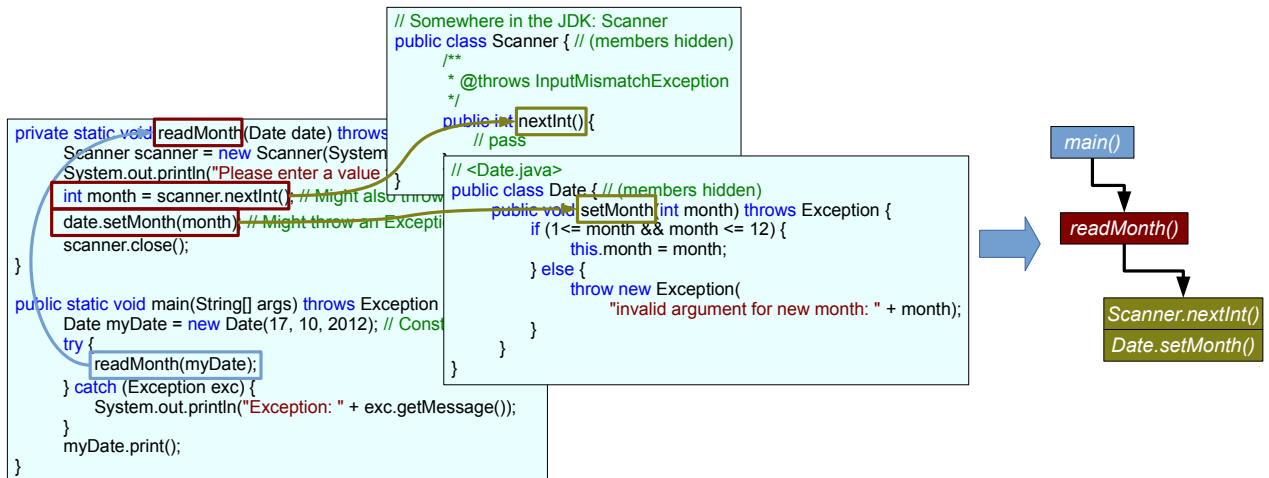 // Somewhere in the JDK: Scanner
public class Scanner { // (members hidden)
/**
* @throws InputMismatchException
*/
public int nextInt() {
// pass
}
}
private static void readMonth(Date date) throws
Scanner scanner = new Scanner(System
System.out.println("Please enter a value
int month = scanner.nextInt(); // Might also throw
date.setMonth(month); // Might throw an Excepti
scanner.close();
}
public static void main(String[] args) throws Exception
Date myDate = new Date(17, 10, 2012); // Const
try {
readMonth(myDate);
} catch (Exception exc) {
System.out.println("Exception: " + exc.getMessage());
}
myDate.print();
}
// <Date.java>
public class Date { // (members hidden)
public void setMonth(int month) throws Exception {
if (1<= month && month <= 12) {
this.month = month;
} else {
throw new Exception(
"invalid argument for new month: " + month);
}
}
}
main()
readMonth()
Scanner.nextInt()
Date.setMonth()